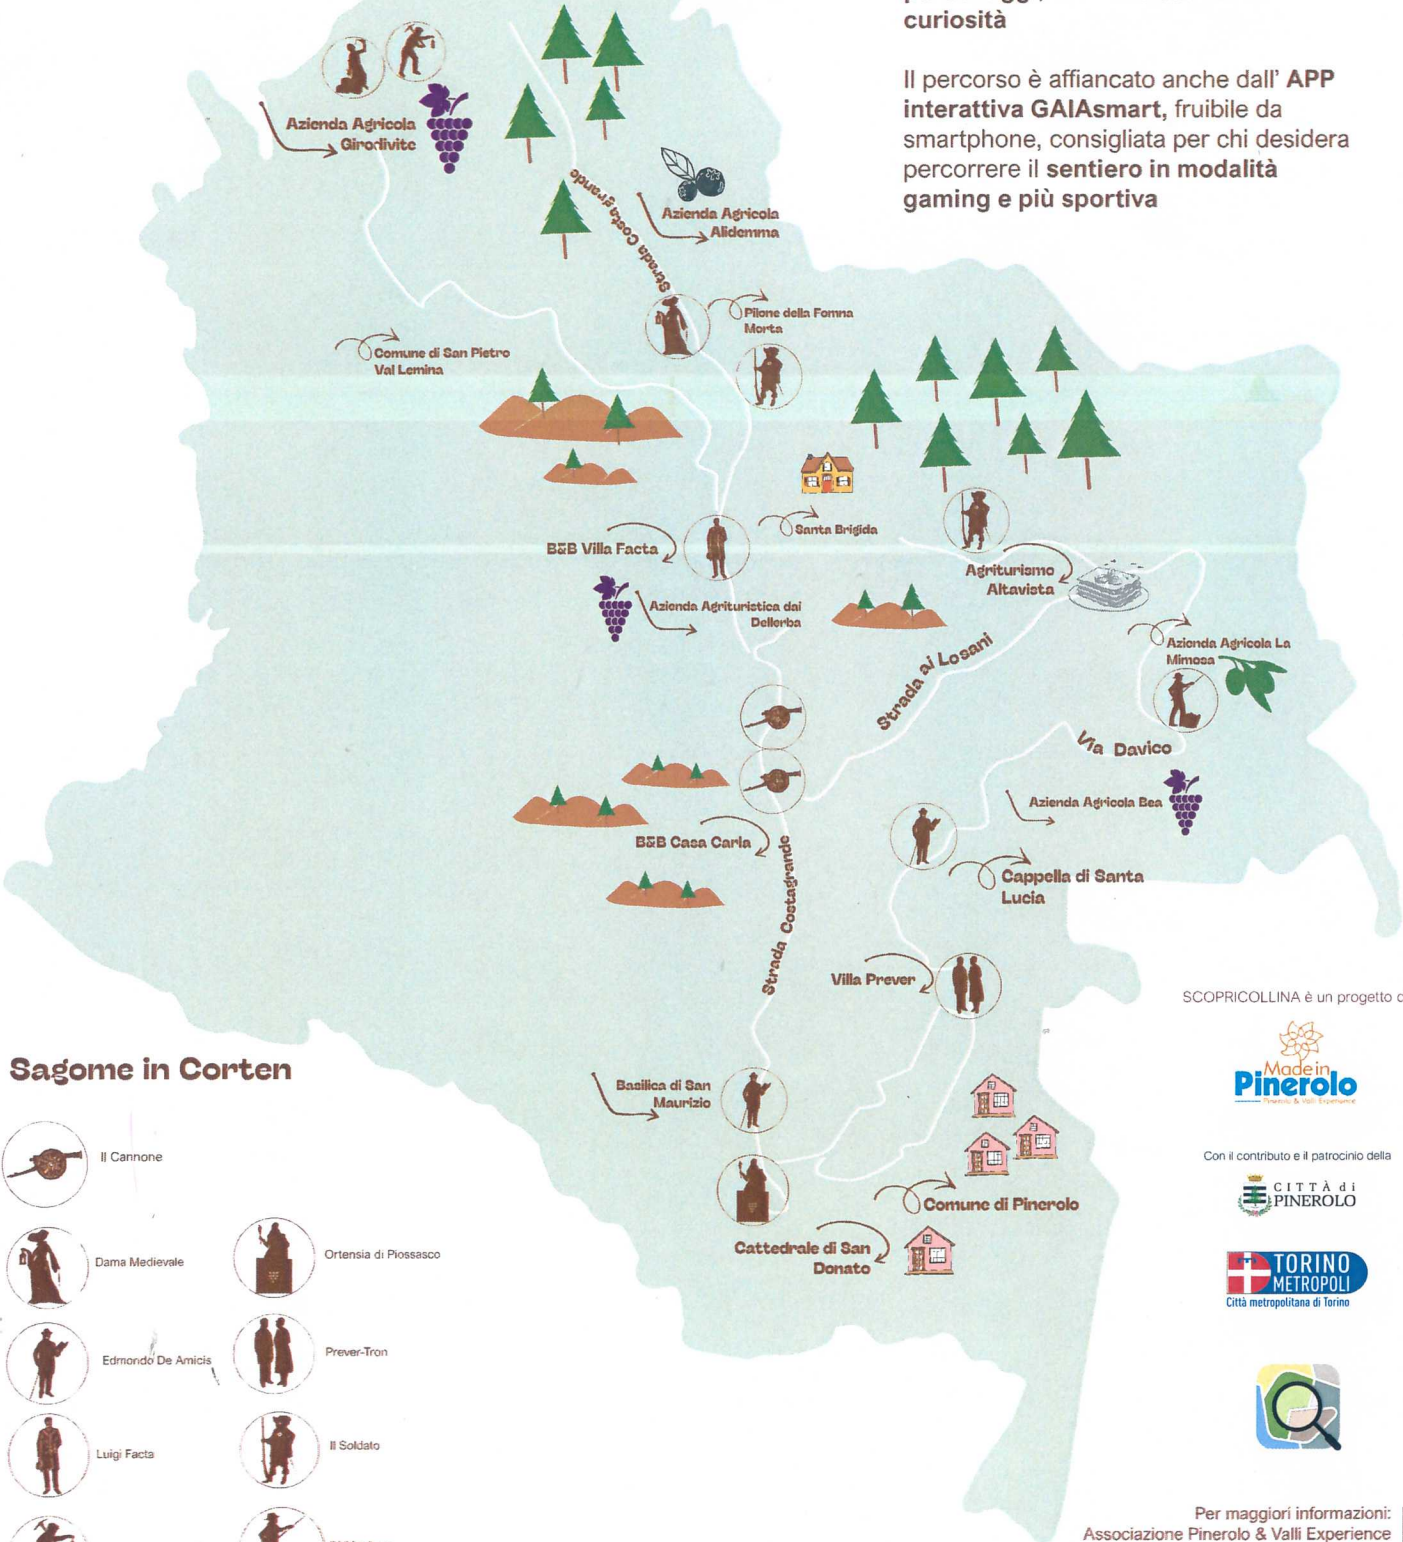 curiosità
Il percorso è affiancato anche dall' APP
interattiva GAIAsmart, fruibile da
smartphone, consigliata per chi desidera
percorrere il sentiero in modalità
gaming e più sportiva
Azienda Agricola
Girodivite
Strada Costagrande
Azienda Agricola
Alidemma
Pilone della Fomna
Morta
Comune di San Pietro
Val Lemina
Santa Brigida
B&B Villa Facta
Agriturismo
Altavista
Azienda Agrituristica dai
Dellerba
Azienda Agricola La
Mimosa
Strada ai Losani
Via Davico
Azienda Agricola Bea
B&B Casa Carla
Cappella di Santa
Lucia
Strada Costagrande
Villa Prever
Basilica di San
Maurizio
Comune di Pinerolo
Cattedrale di San
Donato
Sagome in Corten
Il Cannone
Dama Medievale
Ortensia di Piossasco
Edmondo De Amicis
Prever-Tron
Luigi Facta
Il Soldato
SCOPRICOLLINA è un progetto
Made in
Pinerolo
Pinerolo & Valli Experience
Con il contributo e il patrocinio della
CITTÀ di
PINEROLO
TORINO
METROPOLI
Città metropolitana di Torino
Per maggiori informazioni:
Associazione Pinerolo & Valli Experience